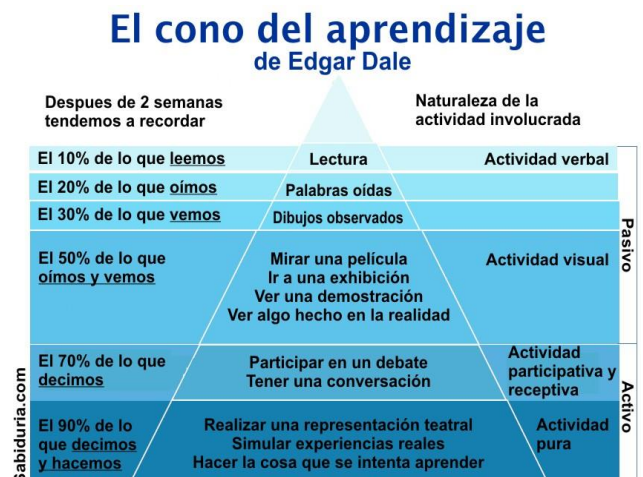 El cono del aprendizaje
de Edgar Dale
Despues de 2 semanas
tendemos a recordar
Naturaleza de la
actividad involucrada
El 10% de lo que leemos
Lectura
Actividad verbal
El 20% de lo que oímos
Palabras oídas
El 30% de lo que vemos
Dibujos observados
El 50% de lo que
oímos y vemos
Mirar una película
Ir a una exhibición
Ver una demostración
Ver algo hecho en la realidad
Actividad visual
Pasivo
El 70% de lo que
decimos
Participar en un debate
Tener una conversación
Actividad
participativa y
receptiva
El 90% de lo
que decimos
y hacemos
Realizar una representación teatral
Simular experiencias reales
Hacer la cosa que se intenta aprender
Actividad
pura
Activo
Sabiduria.com